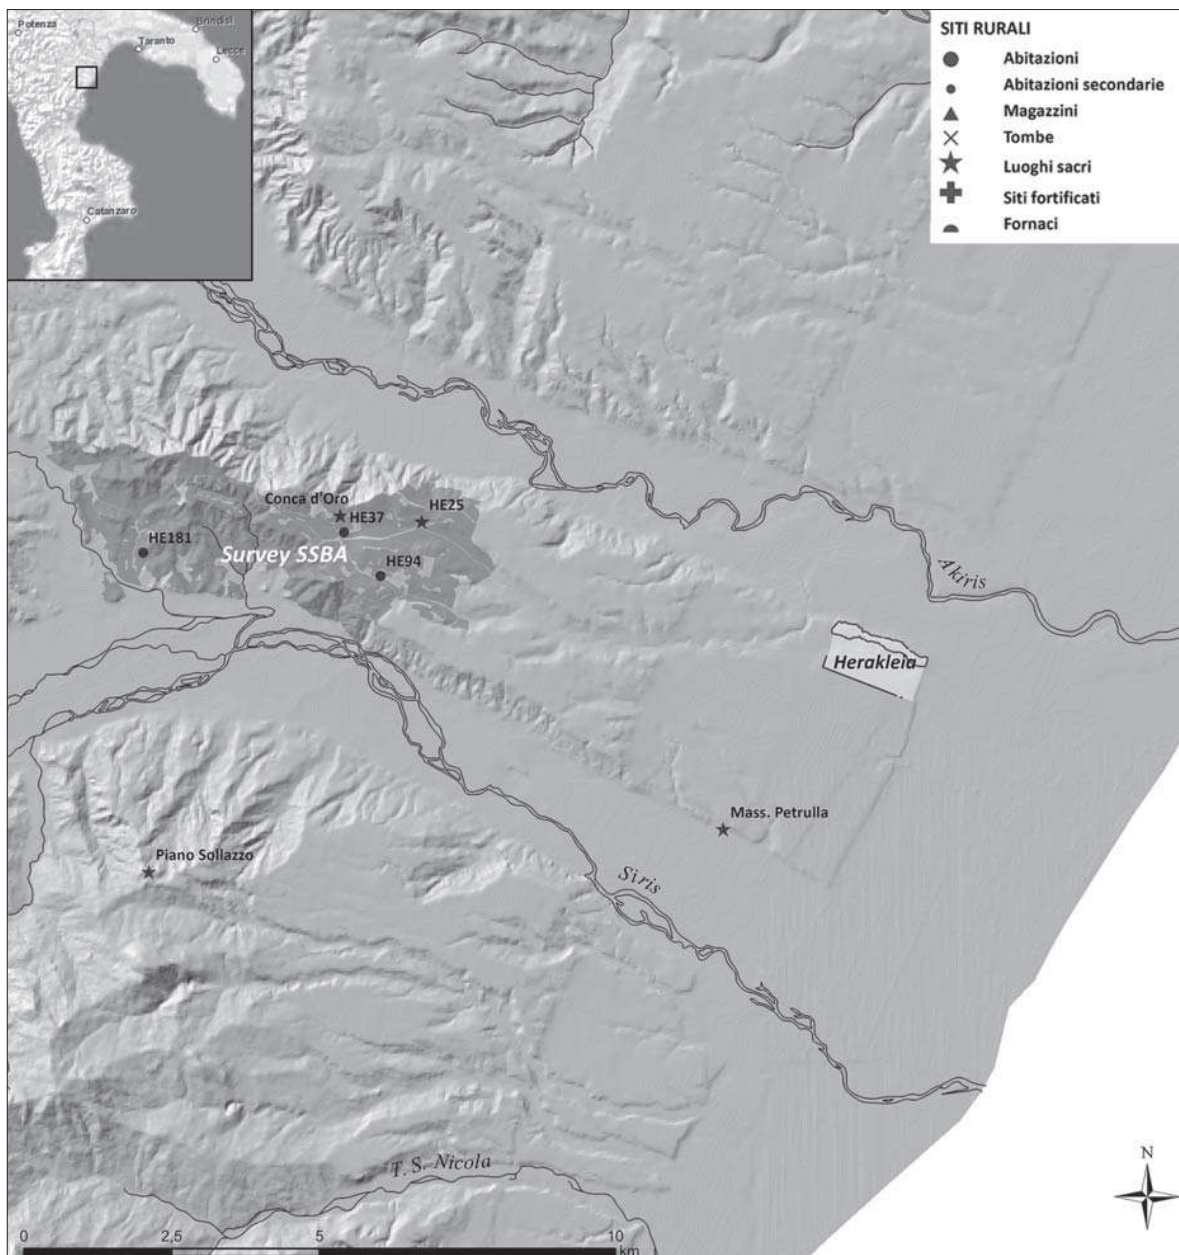 Potenza
Brindisi
Taranto
Lecce
Catanzaro
SITI RURALI
Abitazioni
Abitazioni secondarie
Magazzini
Tombe
Luoghi sacri
Siti fortificati
Fornaci
Conca d'Oro
HE25
HE37
HE181
Survey SSBA
HE94
Akiris
Herakleia
Mass. Petrulla
Piano Sollazzo
Siris
T. S. Nicola
N
0 2,5 5 10
km